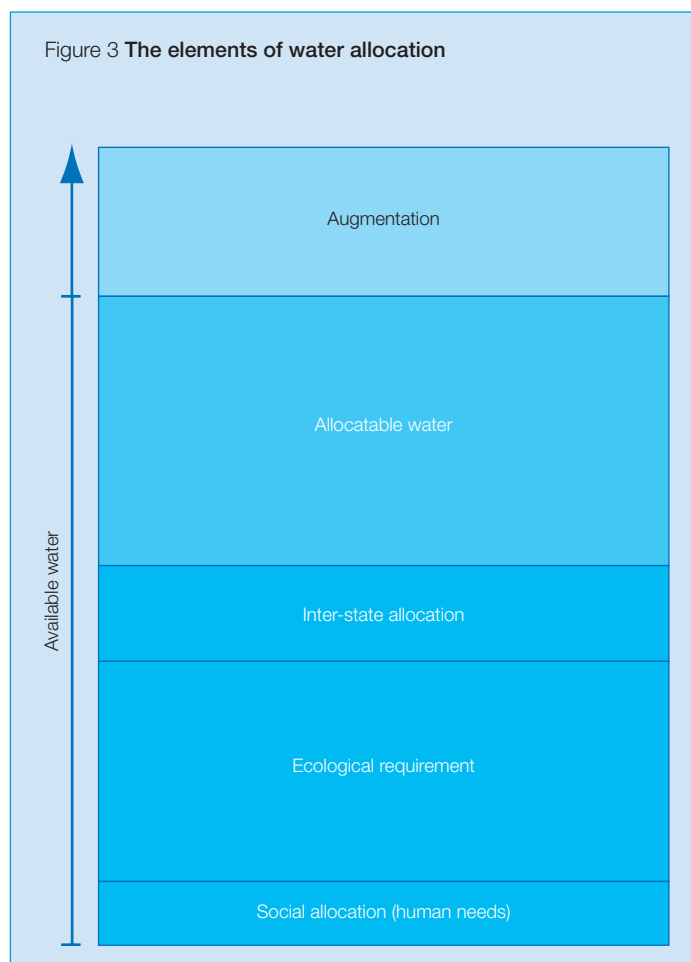 Figure 3 The elements of water allocation
Augmentation
Allocatable water
Available water
Inter-state allocation
Ecological requirement
Social allocation (human needs)